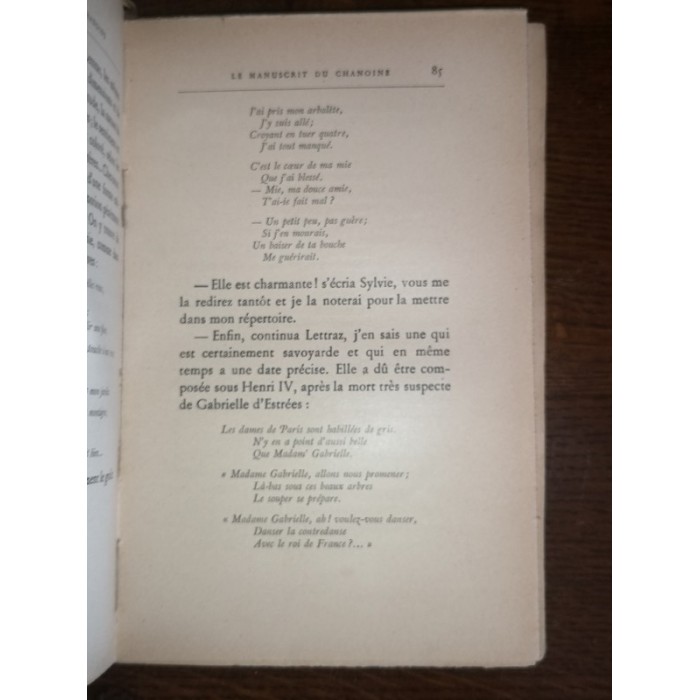 LE MANUSCRIT DU CHANOINE 85
J'ai pris mon arbalète,
J'y suis allé;
Croyant en tuer quatre,
J'ai tout manqué.
C'est le cœur de ma mie
Que j'ai blessé.
— Mie, ma douce amie,
T'ai-je fait mal ?
— Un petit peu, pas guère;
Si j'en mourais,
Un baiser de ta bouche
Me guérirait.
— Elle est charmante ! s'écria Sylvie, vous me
la redirez tantôt et je la noterai pour la mettre
dans mon répertoire.
— Enfin, continua Lettraz, j'en sais une qui
est certainement savoyarde et qui en même
temps a une date précise. Elle a dû être com-
posée sous Henri IV, après la mort très suspecte
de Gabrielle d'Estrées :
Les dames de Paris sont habillées de gris.
N'y en a point d'aussi belle
Que Madam' Gabrielle.
« Madame Gabrielle, allons nous promener ;
Là-bas sous ces beaux arbres
Le souper se prépare.
« Madame Gabrielle, ah ! voulez-vous danser,
Danser la contredanse
Avec le roi de France ?... »